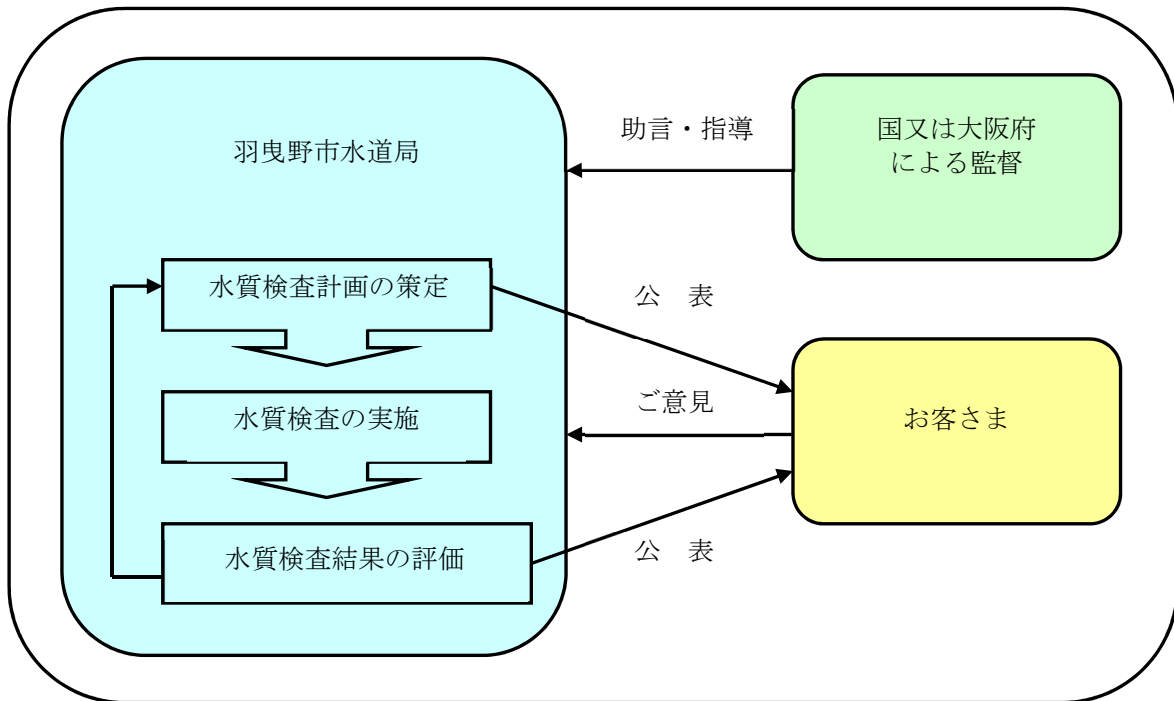 羽曳野市水道局
助言・指導
国又は大阪府
による監督
水質検査計画の策定
公　表
水質検査の実施
ご意見
お客さま
水質検査結果の評価
公　表